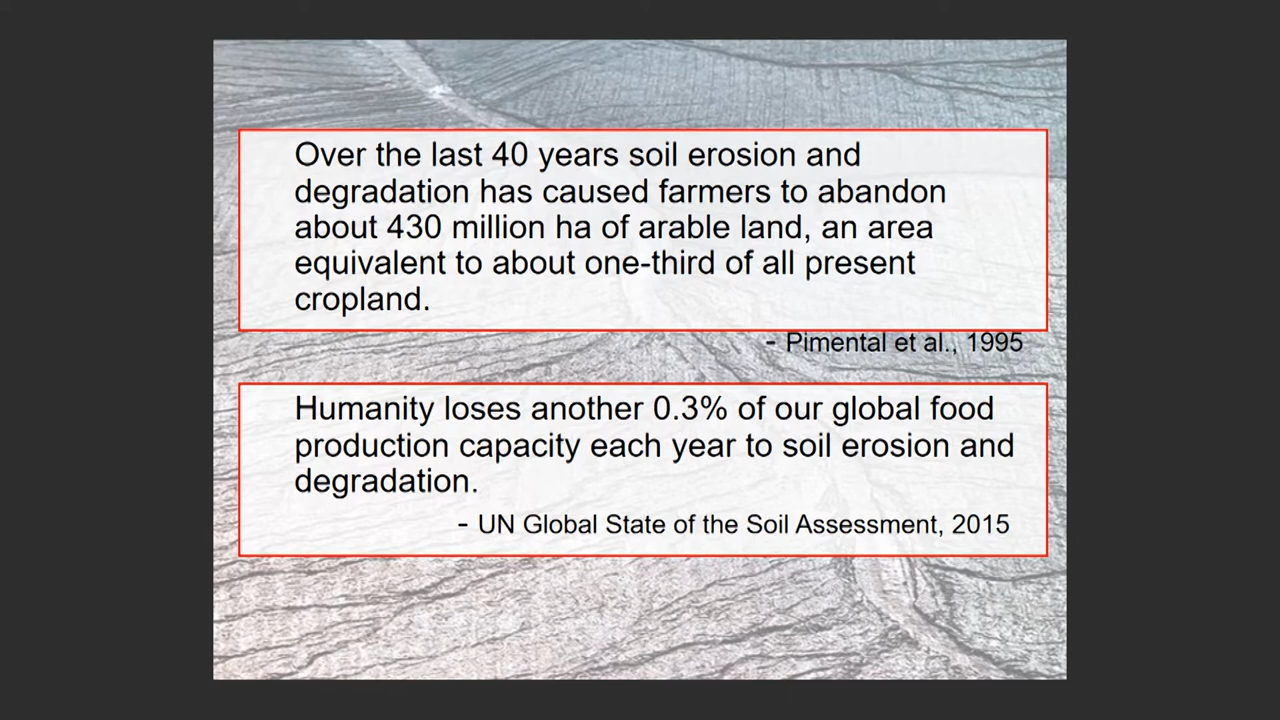 Over the last 40 years soil erosion and
degradation has caused farmers to abandon
about 430 million ha of arable land, an area
equivalent to about one-third of all present
cropland.
- Pimental et al., 1995
Humanity loses another 0.3% of our global food
production capacity each year to soil erosion and
degradation.
- UN Global State of the Soil Assessment, 2015